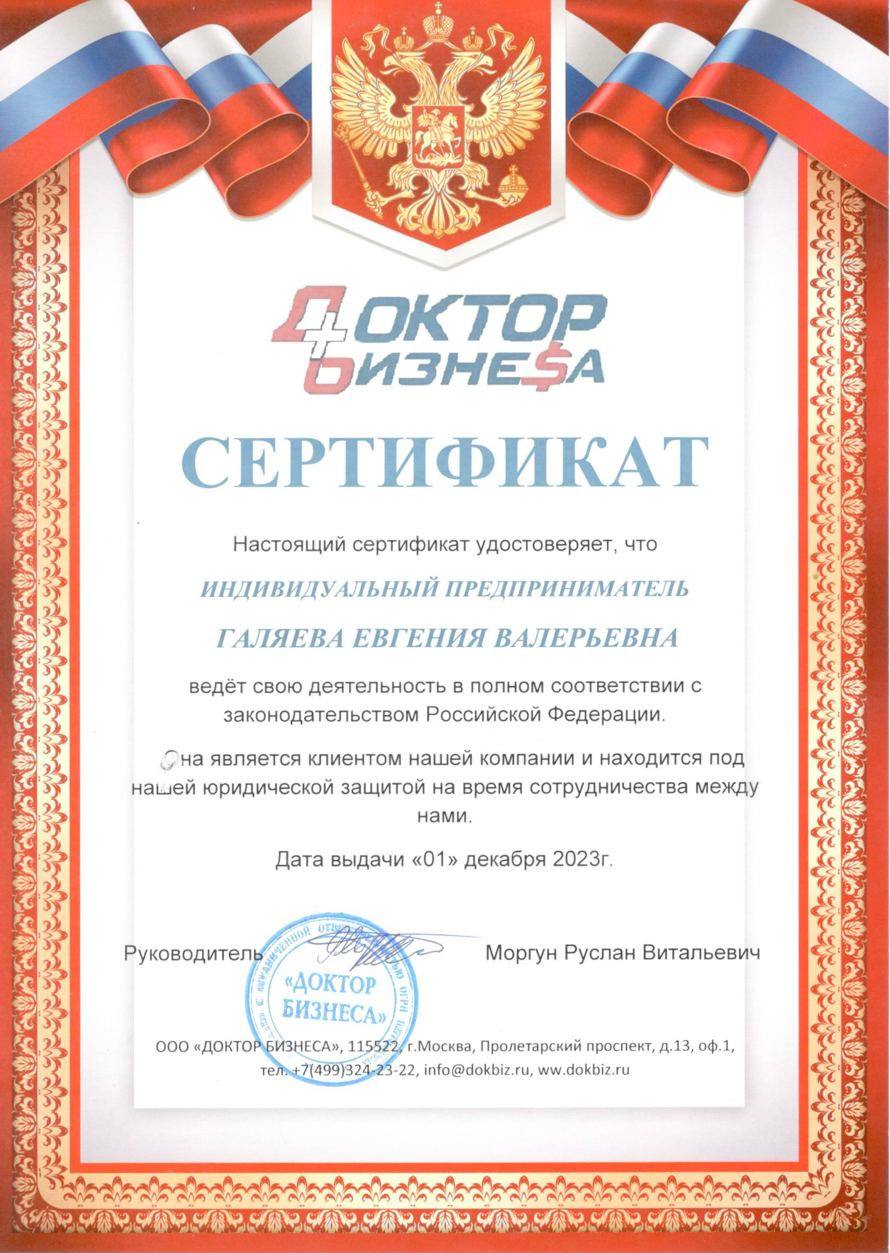 ДОКТОР
БИЗНЕ$А
СЕРТИФИКАТ
Настоящий сертификат удостоверяет, что
ИНДИВИДУАЛЬНЫЙ ПРЕДПРИНИМАТЕЛЬ
ГАЛЯЕВА ЕВГЕНИЯ ВАЛЕРЬЕВНА
ведёт свою деятельность в полном соответствии с
законодательством Российской Федерации.
Она является клиентом нашей компании и находится под
нашей юридической защитой на время сотрудничества между
нами.
Дата выдачи «01» декабря 2023г.
Руководитель
Моргун Руслан Витальевич
«ДОКТОР
БИЗНЕСА»
ООО «ДОКТОР БИЗНЕСА», 115522, г.Москва, Пролетарский проспект, д.13, оф.1,
тел. +7(499)324-23-22, info@dokbiz.ru, ww.dokbiz.ru